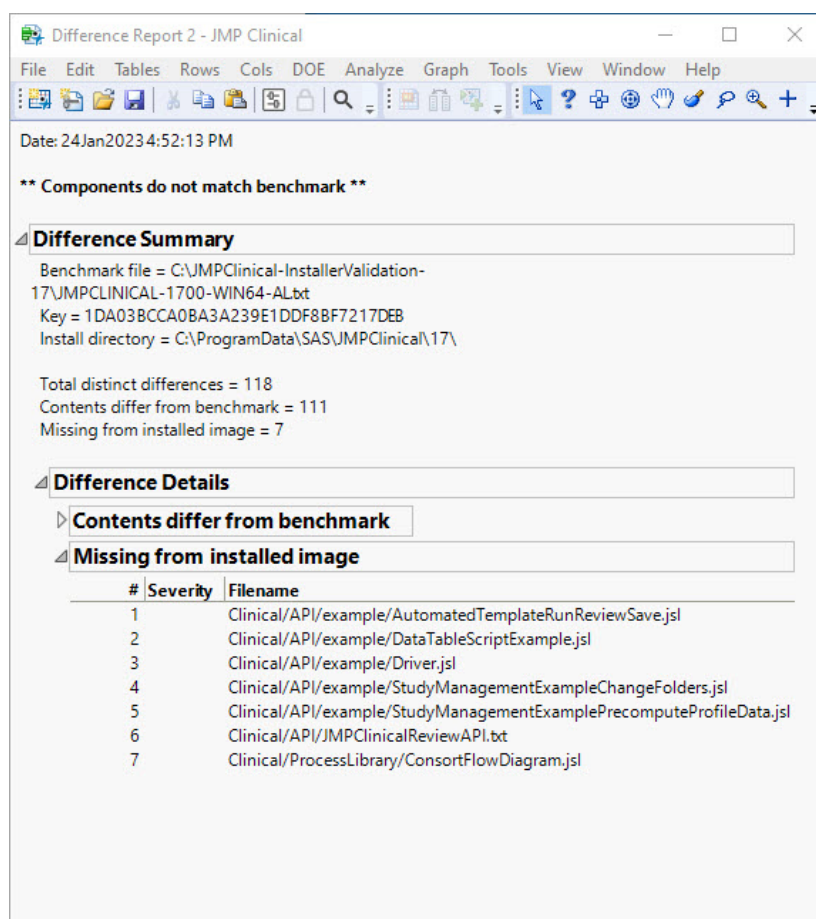 Difference Report 2 - JMP Clinical
File Edit Tables Rows Cols DOE Analyze Graph Tools View Window Help
Date: 24Jan2023 4:52:13 PM
** Components do not match benchmark **
Difference Summary
Benchmark file = C:\JMPClinical-InstallerValidation-
17\JMPCLINICAL-1700-WIN64-AL.txt
Key = 1DA03BCCA0BA3A239E1DDF8BF7217DEB
Install directory = C:\ProgramData\SAS\JMPClinical\17\
Total distinct differences = 118
Contents differ from benchmark = 111
Missing from installed image = 7
Difference Details
Contents differ from benchmark
Missing from installed image
# Severity Filename
1 Clinical/API/example/AutomatedTemplateRunReviewSave.jsl
2 Clinical/API/example/DataTableScriptExample.jsl
3 Clinical/API/example/Driver.jsl
4 Clinical/API/example/StudyManagementExampleChangeFolders.jsl
5 Clinical/API/example/StudyManagementExamplePrecomputeProfileData.jsl
6 Clinical/API/JMPClinicalReviewAPI.txt
7 Clinical/ProcessLibrary/ConsortFlowDiagram.jsl